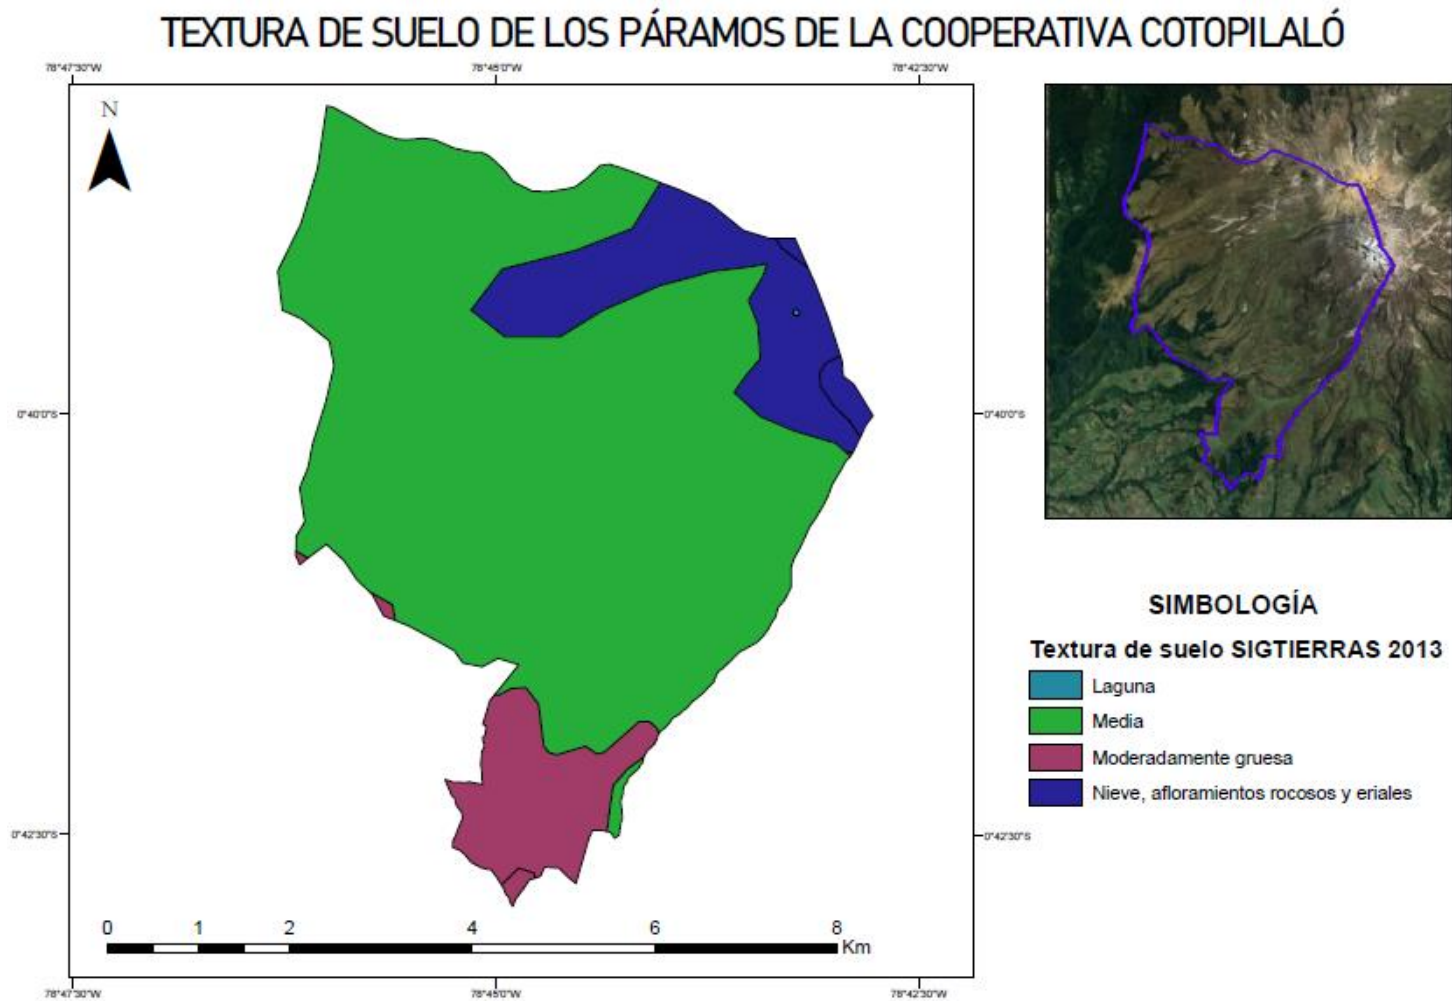 TEXTURA DE SUELO DE LOS PÁRAMOS DE LA COOPERATIVA COTOPILALÓ
78°47'30"W
78°45'0"W
78°42'30"W
N
0°40'0"S
0°40'0"S
0°42'30"S
0°42'30"S
0 1 2 4 6 8
Km
78°47'30"W
78°45'0"W
78°42'30"W
SIMBOLOGÍA
Textura de suelo SIGTIERRAS 2013
Laguna
Media
Moderadamente gruesa
Nieve, afloramientos rocosos y eriales